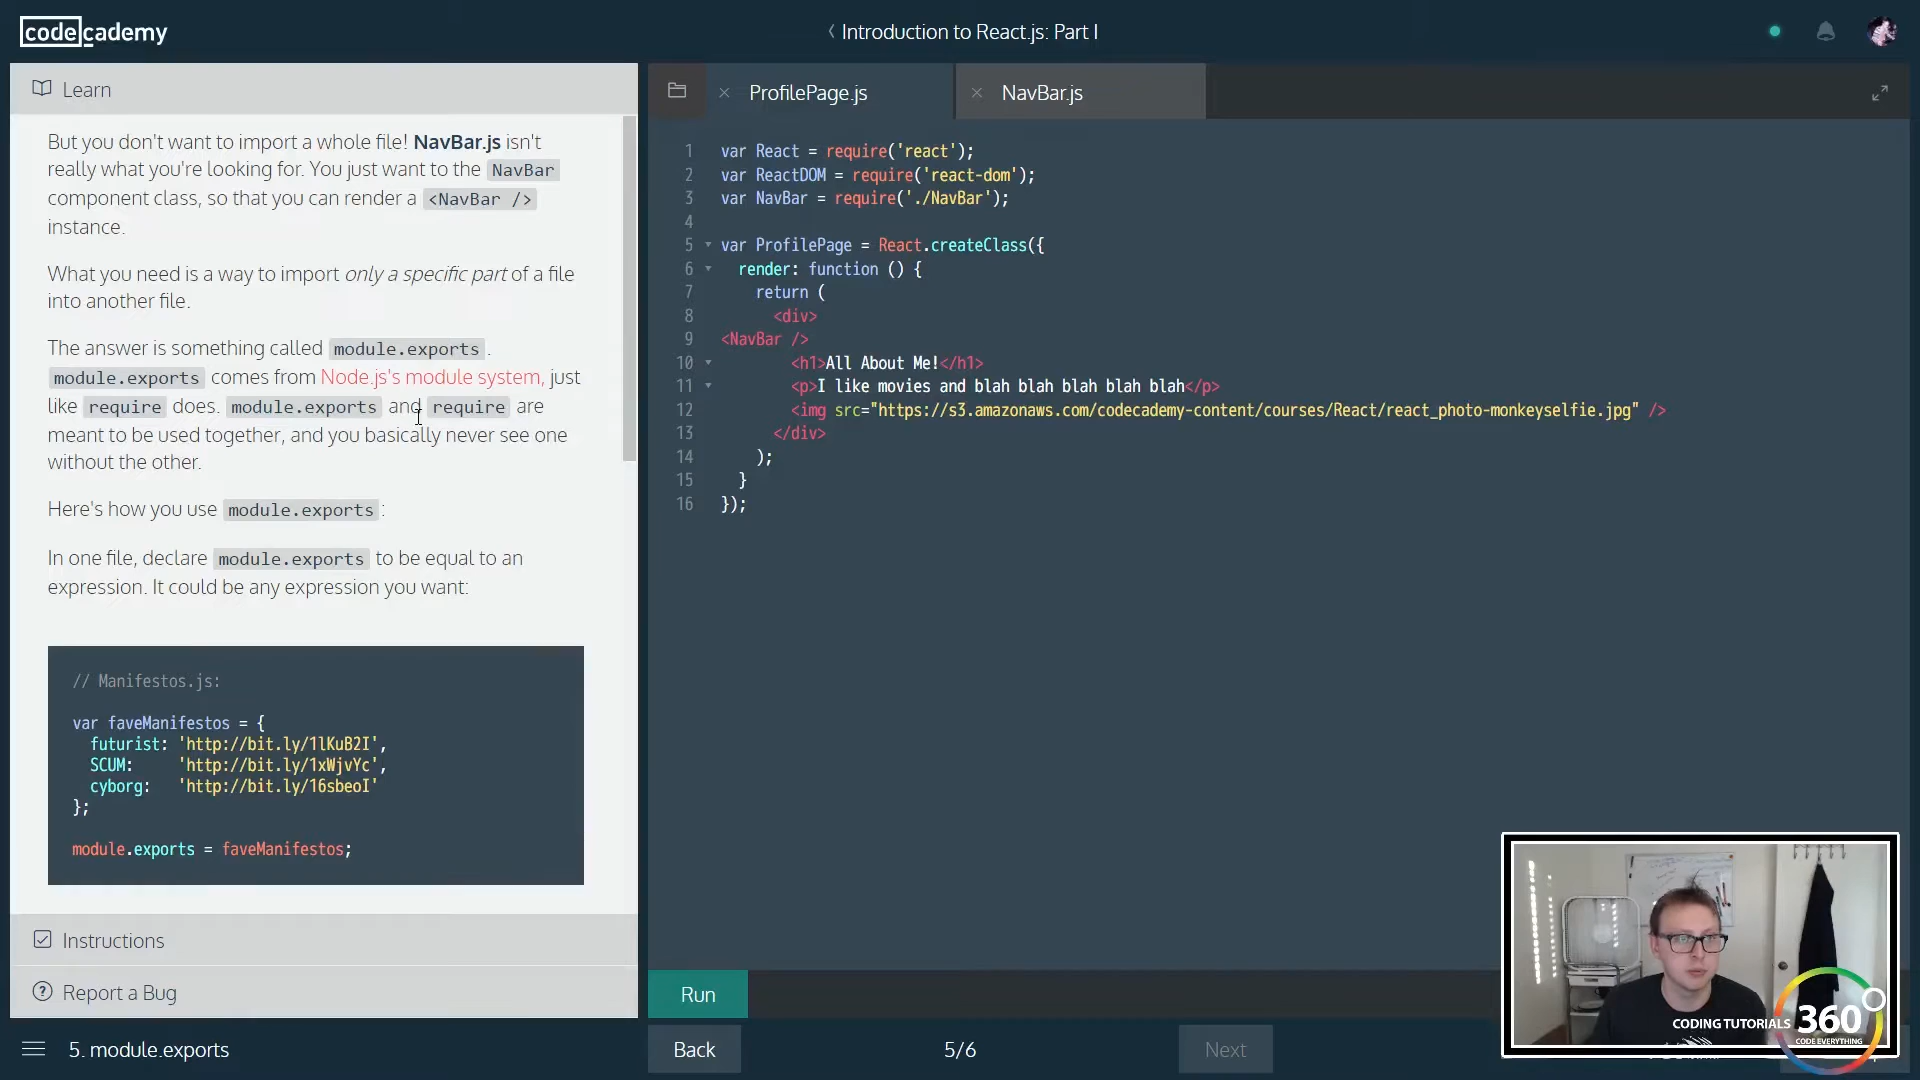 codecademy
Introduction to React.js: Part I
Learn
But you don't want to import a whole file! NavBar.js isn't
really what you're looking for. You just want to the NavBar
component class, so that you can render a <NavBar />
instance.
What you need is a way to import only a specific part of a file
into another file.
The answer is something called module.exports .
module.exports comes from Node.js's module system, just
like require does. module.exports and require are
meant to be used together, and you basically never see one
without the other.
Here's how you use module.exports :
In one file, declare module.exports to be equal to an
expression. It could be any expression you want:
// Manifestos.js:
var faveManifestos = {
futurist: 'http://bit.ly/1lKuB2I',
SCUM: 'http://bit.ly/1xWjvYc',
cyborg: 'http://bit.ly/16sbeoI'
};
module.exports = faveManifestos;
Instructions
Report a Bug
5. module.exports
ProfilePage.js
NavBar.js
1 var React = require('react');
2 var ReactDOM = require('react-dom');
3 var NavBar = require('./NavBar');
4
5 var ProfilePage = React.createClass({
6 render: function () {
7 return (
8 <div>
9 <NavBar />
10 <h1>All About Me!</h1>
11 <p>I like movies and blah blah blah blah blah</p>
12 <img src="https://s3.amazonaws.com/codecademy-content/courses/React/react_photo-monkeyselfie.jpg" />
13 </div>
14 );
15 }
16 });
Run
Back
5/6
Next
CODING TUTORIALS 360
CODE EVERYTHING